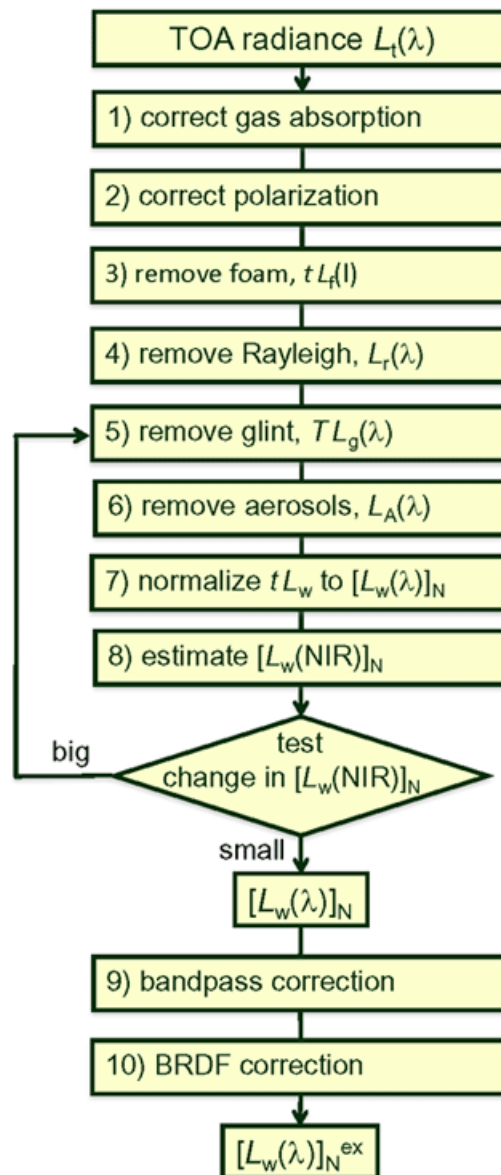 TOA radiance Lt(λ)
1) correct gas absorption
2) correct polarization
3) remove foam, t Lf(l)
4) remove Rayleigh, Lr(λ)
5) remove glint, T Lg(λ)
6) remove aerosols, LA(λ)
7) normalize t Lw to [Lw(λ)]N
8) estimate [Lw(NIR)]N
test
big
change in [Lw(NIR)]N
small
[Lw(λ)]N
9) bandpass correction
10) BRDF correction
[Lw(λ)]N ex